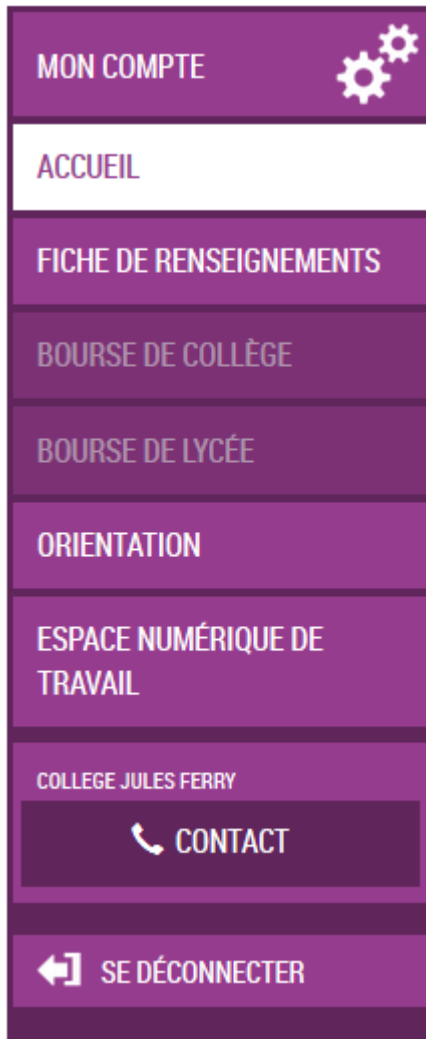 MON COMPTE
ACCUEIL
FICHE DE RENSEIGNEMENTS
BOURSE DE COLLÈGE
BOURSE DE LYCÉE
ORIENTATION
ESPACE NUMÉRIQUE DE
TRAVAIL
COLLEGE JULES FERRY
CONTACT
SE DÉCONNECTER